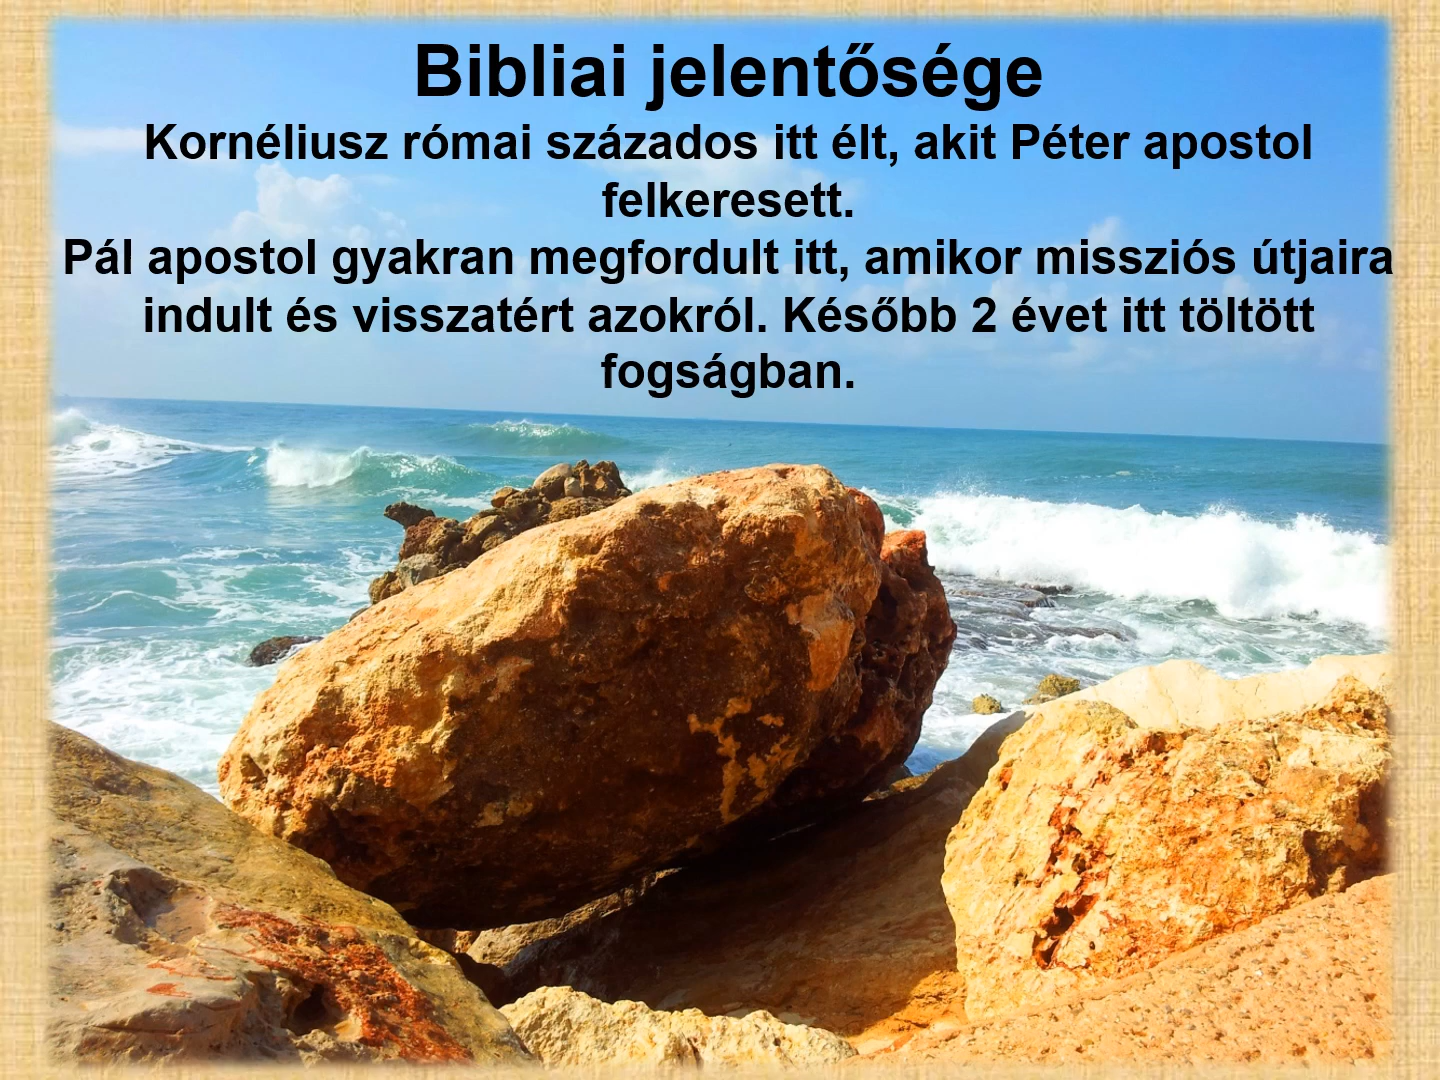 Bibliai jelentősége
Kornéliusz római százados itt élt, akit Péter apostol
felkeresett.
Pál apostol gyakran megfordult itt, amikor missziós útjaira
indult és visszatért azokról. Később 2 évet itt töltött
fogságban.